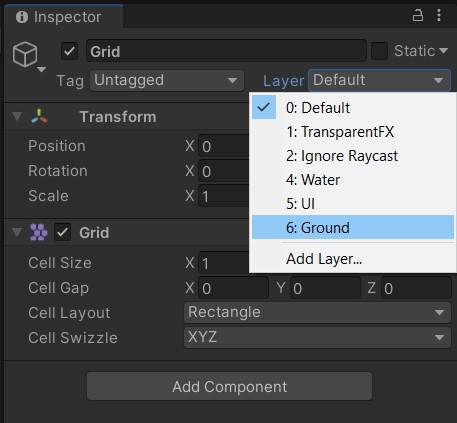 Inspector
Grid
Static
Tag Untagged Layer Default
0: Default
1: TransparentFX
2: Ignore Raycast
4: Water
5: UI
6: Ground
Add Layer...
Transform
Position X 0
Rotation X 0
Scale X 1
Grid
Cell Size X 1
Cell Gap X 0 Y 0 Z 0
Cell Layout Rectangle
Cell Swizzle XYZ
Add Component